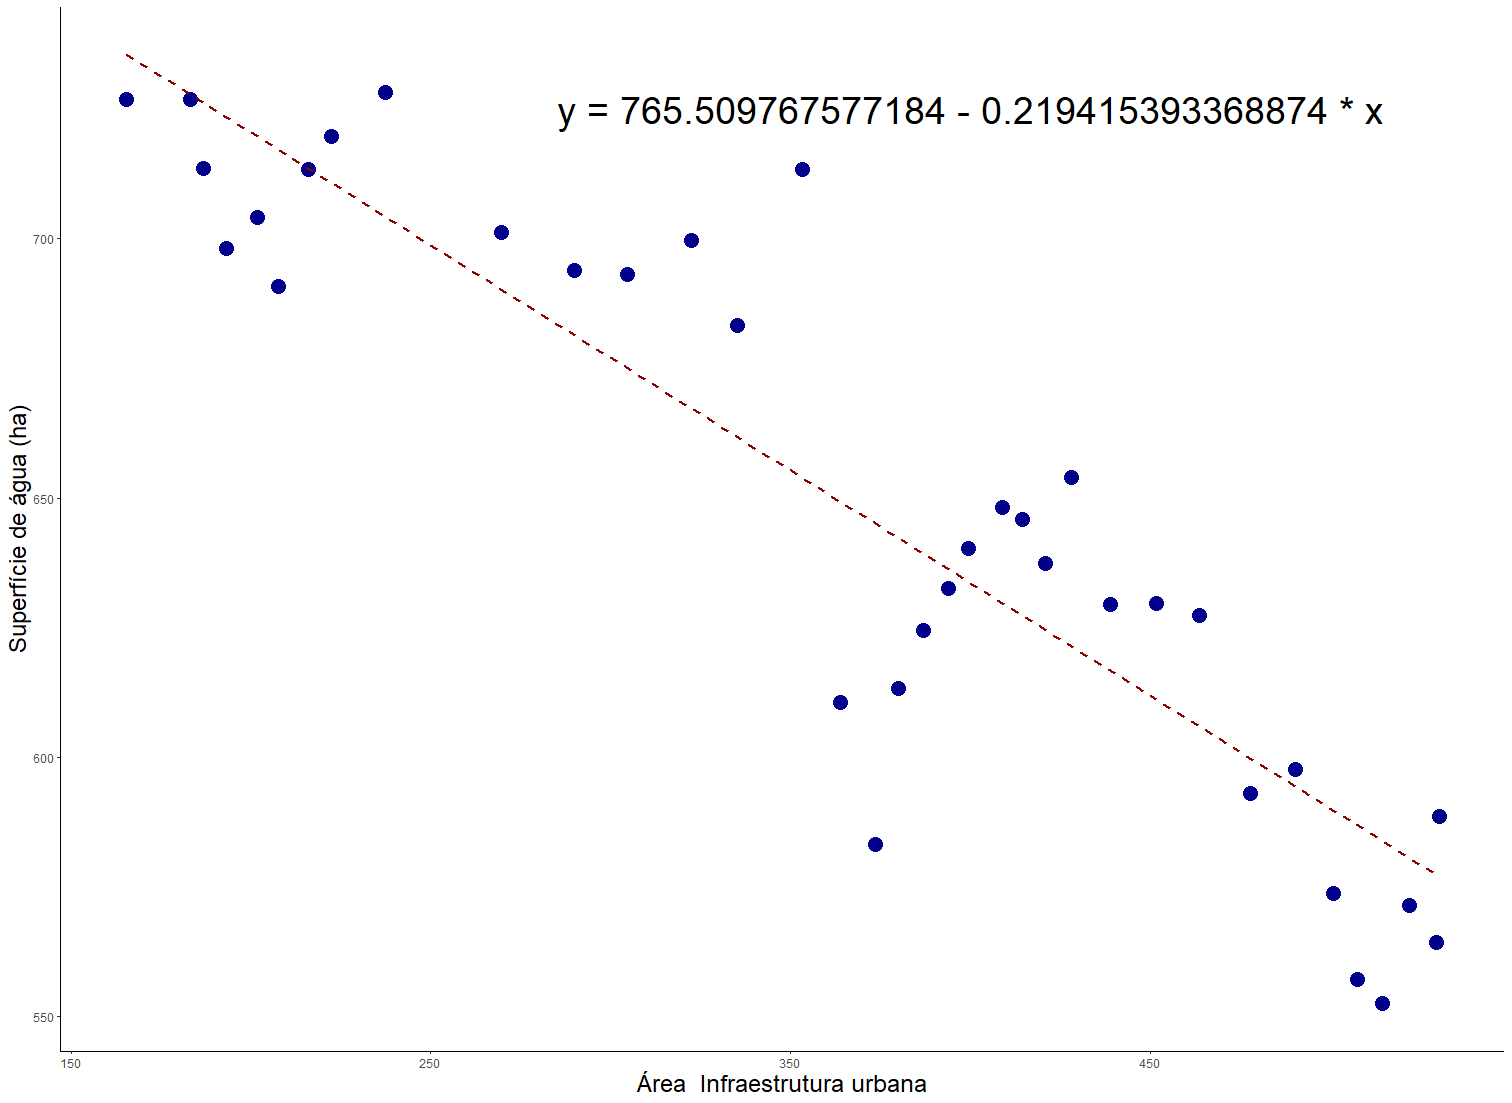 y = 765.509767577184 - 0.219415393368874 * x
Superfície de água (ha)
700
650
600
550
150 250 350 450
Área  Infraestrutura urbana